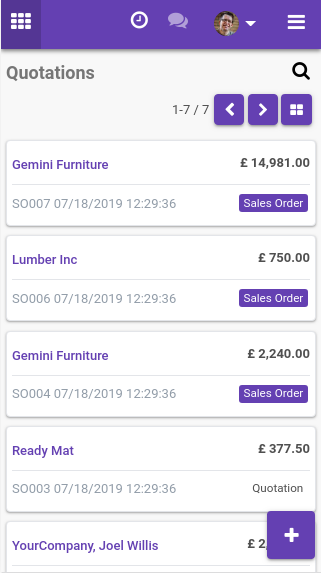 Quotations
1-7 / 7
Gemini Furniture £ 14,981.00
SO007 07/18/2019 12:29:36 Sales Order
Lumber Inc £ 750.00
SO006 07/18/2019 12:29:36 Sales Order
Gemini Furniture £ 2,240.00
SO004 07/18/2019 12:29:36 Sales Order
Ready Mat £ 377.50
SO003 07/18/2019 12:29:36 Quotation
YourCompany, Joel Willis £ 2,